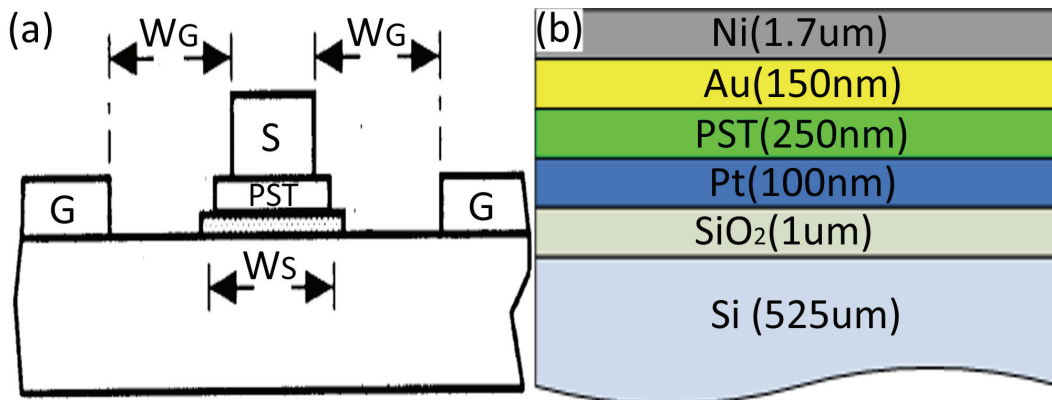 (a)
WG
WG
S
PST
G
G
WS
(b)
Ni(1.7um)
Au(150nm)
PST(250nm)
Pt(100nm)
SiO₂(1um)
Si (525um)